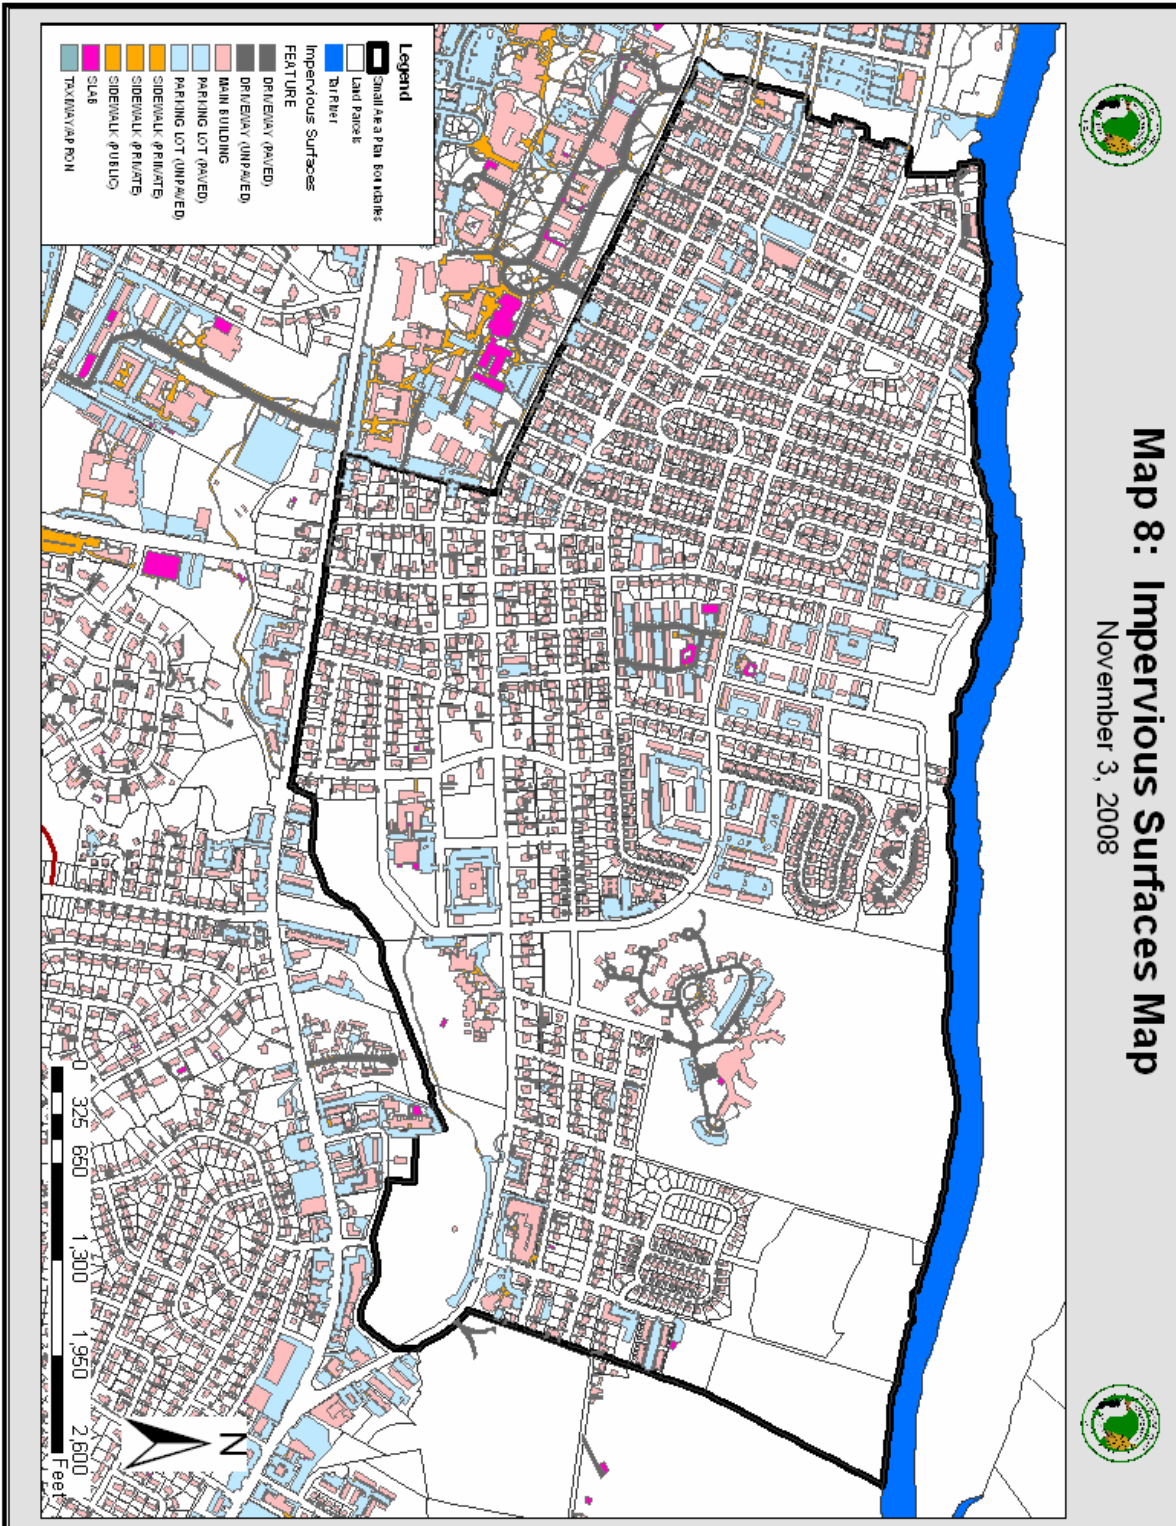 Map 8: Impervious Surfaces Map
November 3, 2008
Legend
Small Area Plan Boundaries
Land Parcels
Tar River
Impervious Surfaces
FEATURE
DRIVEWAY (PAVED)
DRIVEWAY (UNPAVED)
MAIN BUILDING
PARKING LOT (PAVED)
PARKING LOT (UNPAVED)
SIDEWALK (PRIVATE)
SIDEWALK (PRIVATE)
SIDEWALK (PUBLIC)
SLAB
TAXIWAY/APRON
N
0 325 650 1,300 1,950 2,600
Feet